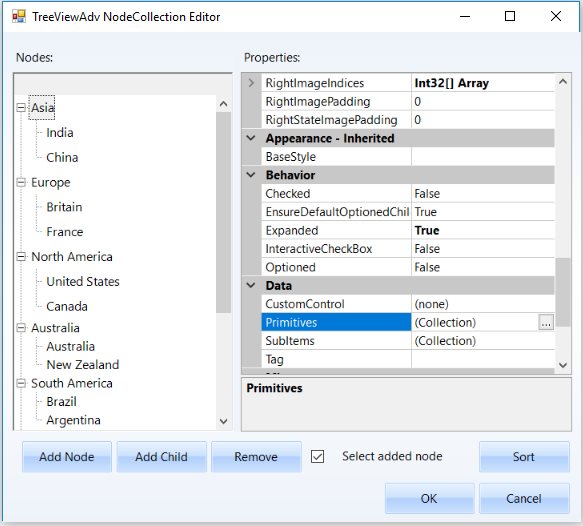 TreeViewAdv NodeCollection Editor
Nodes:
Asia
India
China
Europe
Britain
France
North America
United States
Canada
Australia
Australia
New Zealand
South America
Brazil
Argentina
Properties:
RightImageIndices Int32[] Array
RightImagePadding 0
RightStateImagePadding 0
Appearance - Inherited
BaseStyle
Behavior
Checked False
EnsureDefaultOptionedChil True
Expanded True
InteractiveCheckBox False
Optioned False
Data
CustomControl (none)
Primitives (Collection) ...
SubItems (Collection)
Tag
Primitives
Add Node Add Child Remove Select added node Sort
OK Cancel